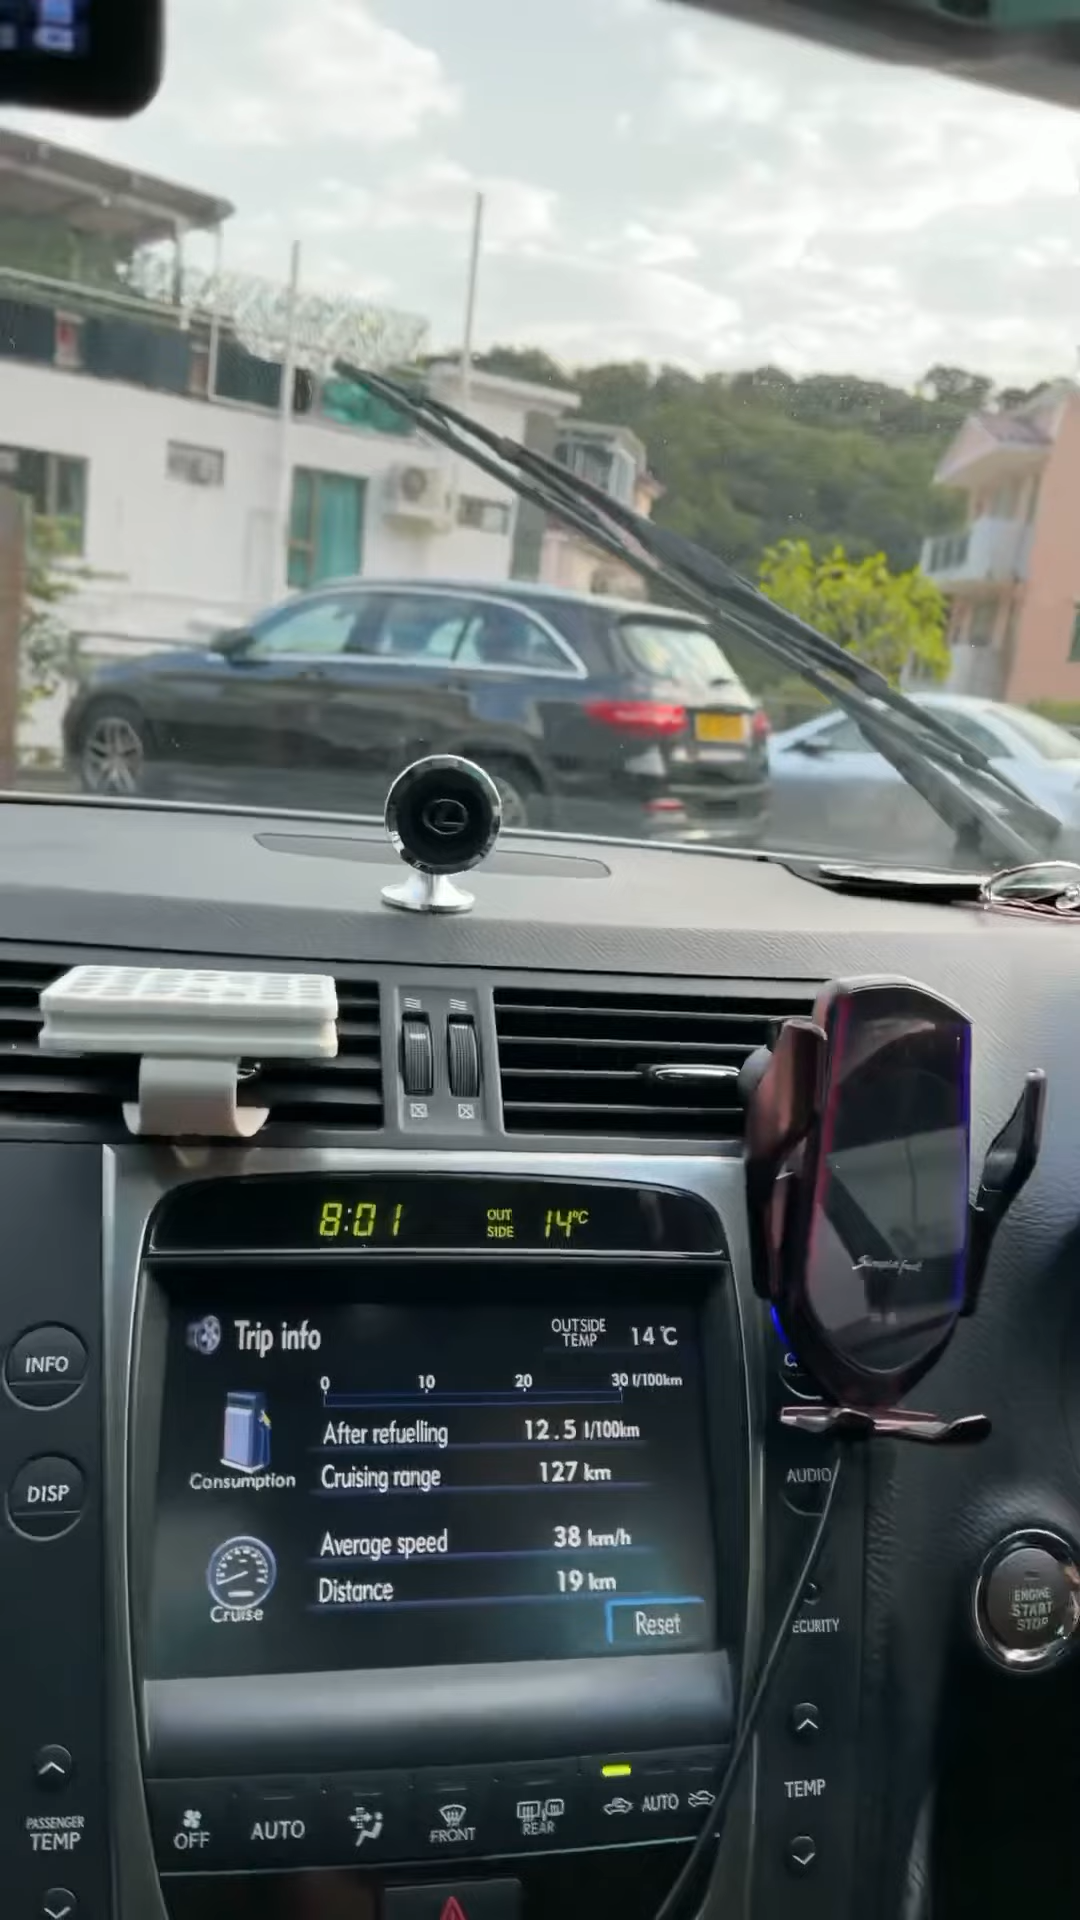 8:01
OUT
SIDE
14°C
Trip info
OUTSIDE
TEMP
14°C
0 10 20 30 l/100km
After refuelling 12.5 l/100km
Consumption
Cruising range 127 km
Average speed 38 km/h
Distance 19 km
Cruise
Reset
INFO
DISP
AUDIO
ECURITY
ENGINE
START
STOP
PASSENGER
TEMP
TEMP
OFF
AUTO
FRONT
REAR
AUTO